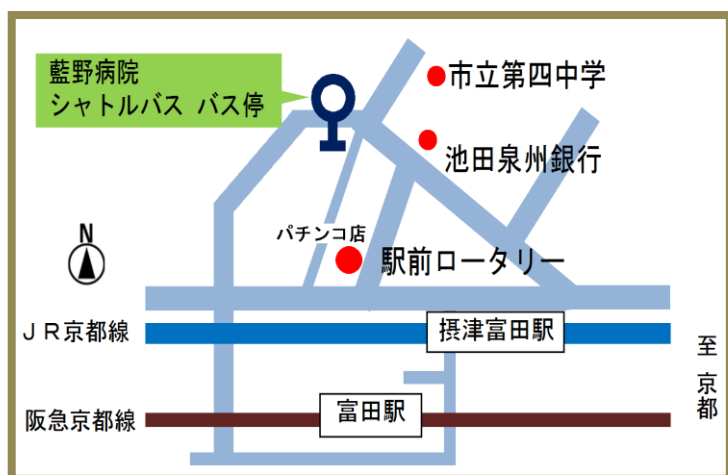 藍野病院
シャトルバス バス停
市立第四中学
池田泉州銀行
N
パチンコ店
駅前ロータリー
ＪＲ京都線
摂津富田駅
至 京都
阪急京都線
富田駅